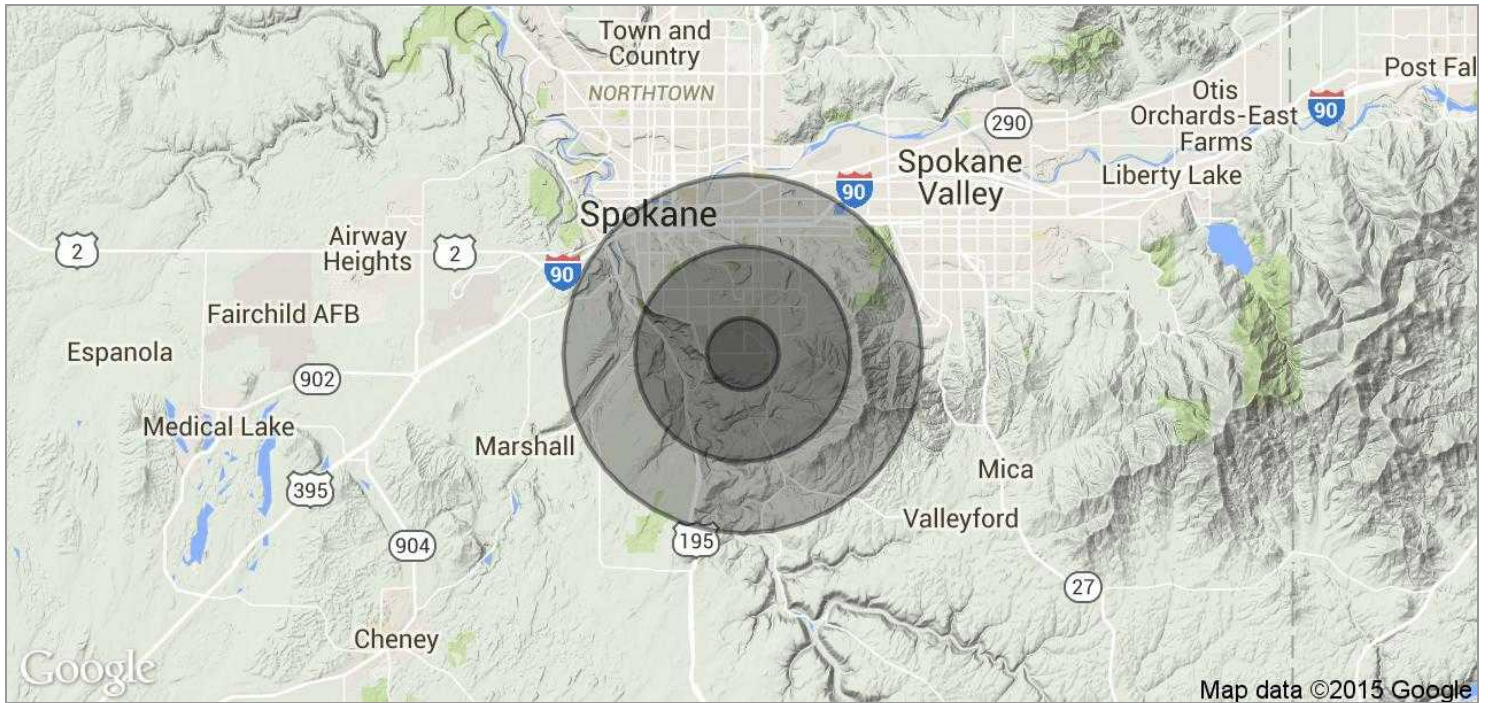 Town and
Country
NORTHTOWN
Post Fal
90
Otis
Orchards-East
Farms
290
Spokane
Valley
90
Liberty Lake
Spokane
2
Airway
Heights
2
90
Fairchild AFB
Espanola
902
Medical Lake
Marshall
395
Mica
Valleyford
195
904
27
Cheney
Google
Map data ©2015 Google